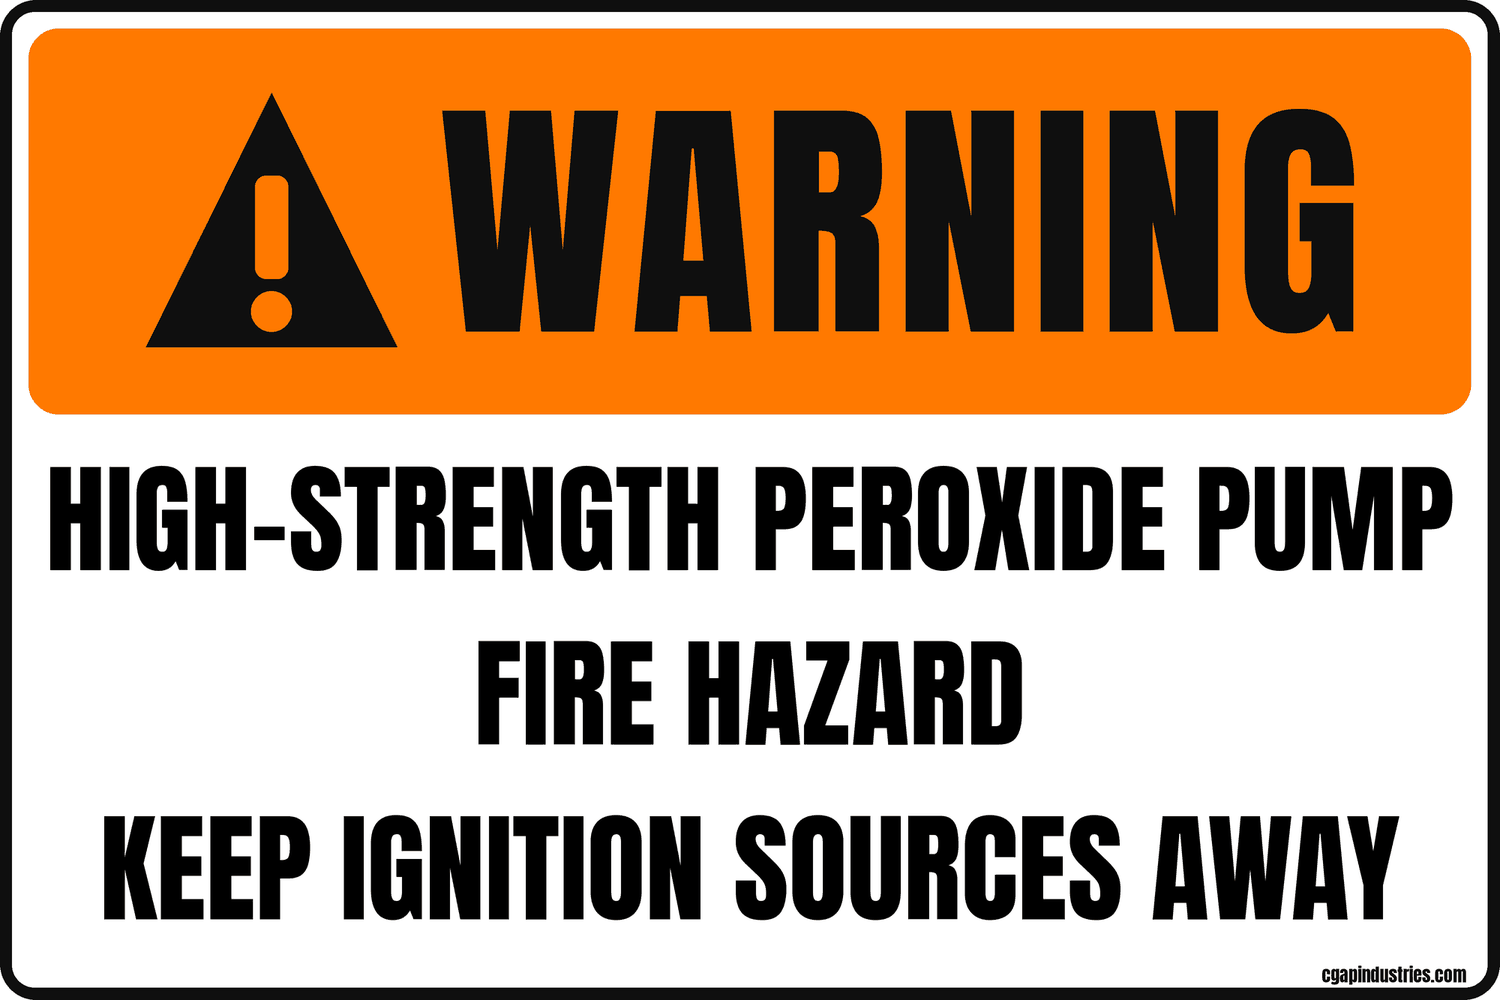 WARNING
HIGH-STRENGTH PEROXIDE PUMP
FIRE HAZARD
KEEP IGNITION SOURCES AWAY
cgapindustries.com